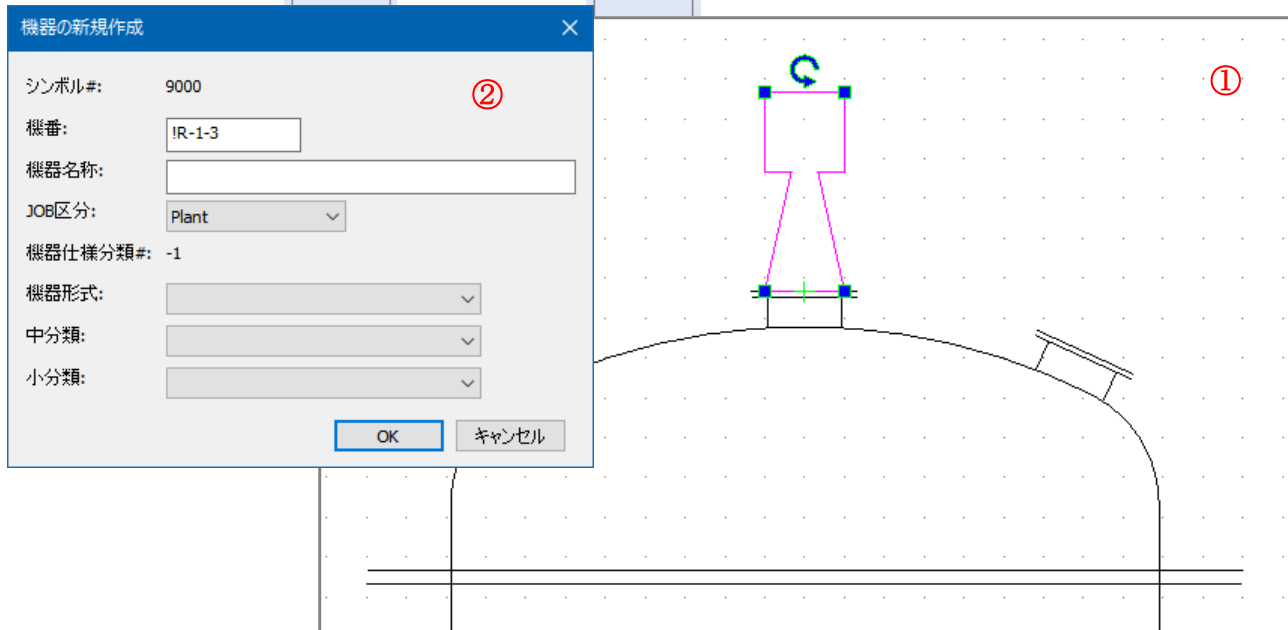 機器の新規作成
①
シンボル#: 9000
②
機番: !R-1-3
機器名称:
JOB区分: Plant
機器仕様分類#: -1
機器形式:
中分類:
小分類:
OK キャンセル